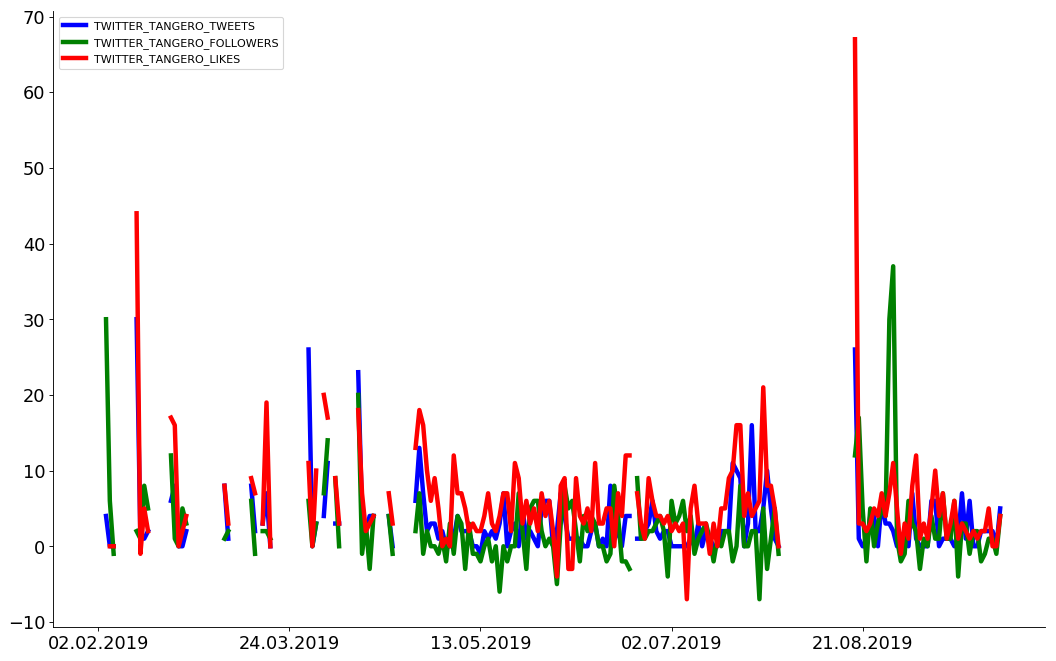 70
60
50
40
30
20
10
0
−10
TWITTER_TANGERO_TWEETS
TWITTER_TANGERO_FOLLOWERS
TWITTER_TANGERO_LIKES
02.02.2019 24.03.2019 13.05.2019 02.07.2019 21.08.2019